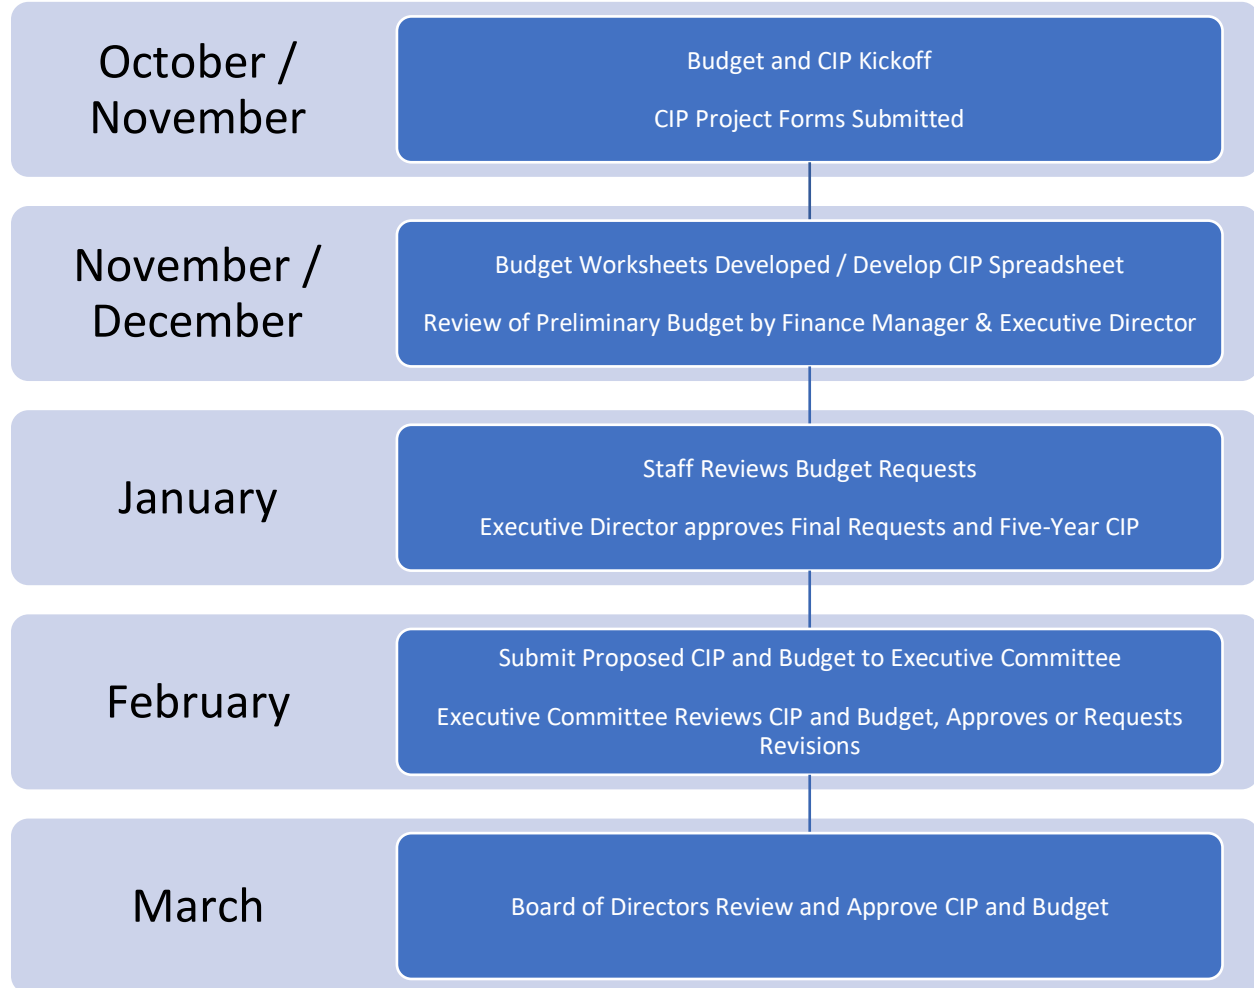 October /
November
Budget and CIP Kickoff
CIP Project Forms Submitted
November /
December
Budget Worksheets Developed / Develop CIP Spreadsheet
Review of Preliminary Budget by Finance Manager & Executive Director
January
Staff Reviews Budget Requests
Executive Director approves Final Requests and Five-Year CIP
February
Submit Proposed CIP and Budget to Executive Committee
Executive Committee Reviews CIP and Budget, Approves or Requests
Revisions
March
Board of Directors Review and Approve CIP and Budget